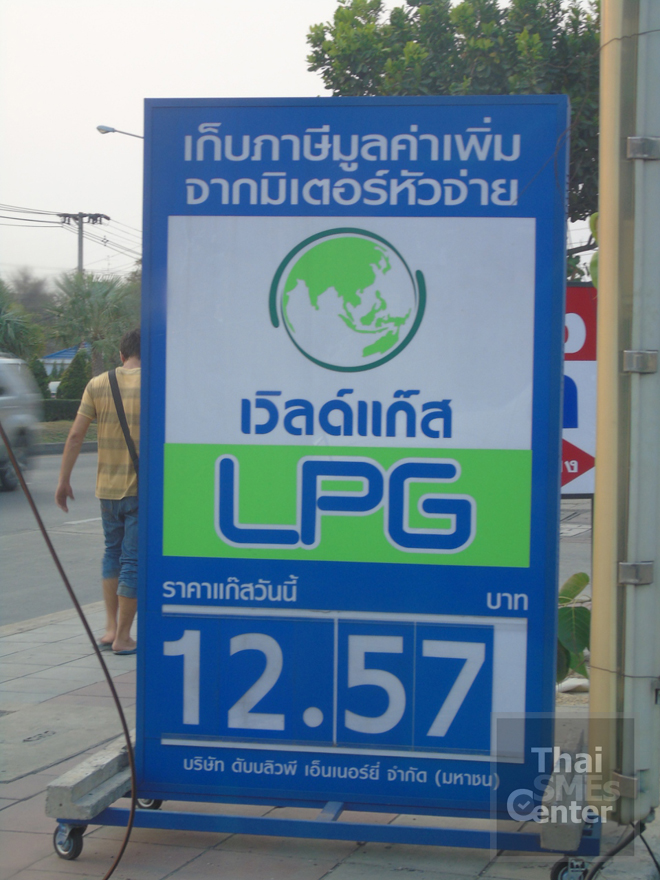 เก็บภาษีมูลค่าเพิ่ม
จากมิเตอร์หัวจ่าย
เวิลด์แก๊ส
LPG
ราคาแก๊สวันนี้ บาท
12.57
บริษัท ดับบลิวพี เอ็นเนอร์ยี่ จำกัด (มหาชน)
Thai
SMEs
Center